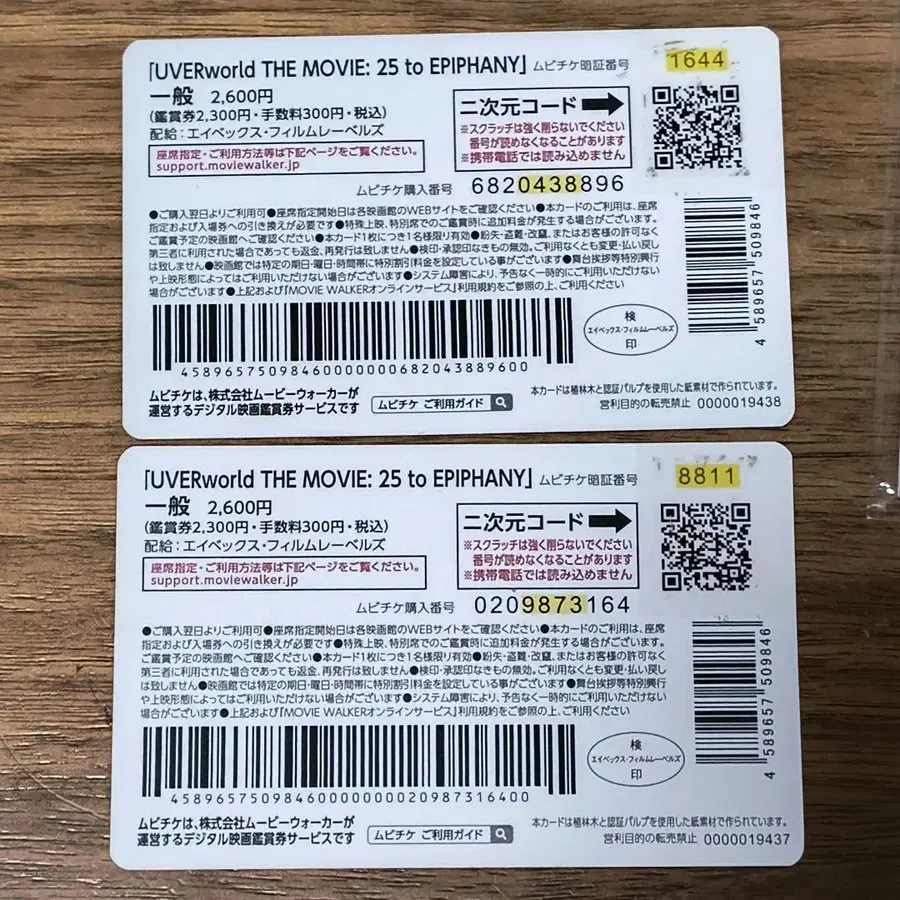 「UVERworld THE MOVIE: 25 to EPIPHANY」 ムビチケ暗証番号 1644
一般 2,600円
(鑑賞券2,300円・手数料300円・税込)
配給：エイベックス・フィルムレーベルズ
座席指定・ご利用方法等は下記ページをご覧ください。
support.moviewalker.jp
二次元コード
※スクラッチは強く削らないでください
番号が読めなくなることがあります
※携帯電話では読み込めません
ムビチケ購入番号 6820438896
●ご購入翌日よりご利用可●座席指定開始日は各映画館のWEBサイトをご確認ください●本カードのご利用は、座席
指定および入場券への引き換えが必要です●特殊上映、特別席でのご鑑賞時に追加料金が発生する場合がございます。
ご鑑賞予定の映画館へご確認ください●本カード1枚につき1名様限り有効●紛失・盗難・改竄、またはお客様の許可なく
第三者に利用された場合であっても返金、再発行は致しません●検印・承認印なきもの無効。ご利用なくとも変更・払い戻し
は致しません●映画館では特定の期日・曜日・時間帯に特別割引料金を設定している事がございます●舞台挨拶等特別興行
や上映形態によってはご利用いただけない場合がございます●システム障害により、予告なく一時的にご利用いただけない
場合がございます●上記および「MOVIE WALKERオンラインサービス」利用規約をご参照の上、ご利用ください
4 589657 509846
458965750984600000000682043889600
検
エイベックス・フィルムレーベルズ
印
ムビチケは、株式会社ムービーウォーカーが
運営するデジタル映画鑑賞券サービスです
ムビチケ ご利用ガイド
本カードは植林木と認証パルプを使用した紙素材で作られています。
営利目的の転売禁止 0000019438
「UVERworld THE MOVIE: 25 to EPIPHANY」 ムビチケ暗証番号 8811
一般 2,600円
(鑑賞券2,300円・手数料300円・税込)
配給：エイベックス・フィルムレーベルズ
座席指定・ご利用方法等は下記ページをご覧ください。
support.moviewalker.jp
二次元コード
※スクラッチは強く削らないでください
番号が読めなくなることがあります
※携帯電話では読み込めません
ムビチケ購入番号 0209873164
●ご購入翌日よりご利用可●座席指定開始日は各映画館のWEBサイトをご確認ください●本カードのご利用は、座席
指定および入場券への引き換えが必要です●特殊上映、特別席でのご鑑賞時に追加料金が発生する場合がございます。
ご鑑賞予定の映画館へご確認ください●本カード1枚につき1名様限り有効●紛失・盗難・改竄、またはお客様の許可なく
第三者に利用された場合であっても返金、再発行は致しません●検印・承認印なきもの無効。ご利用なくとも変更・払い戻し
は致しません●映画館では特定の期日・曜日・時間帯に特別割引料金を設定している事がございます●舞台挨拶等特別興行
や上映形態によってはご利用いただけない場合がございます●システム障害により、予告なく一時的にご利用いただけない
場合がございます●上記および「MOVIE WALKERオンラインサービス」利用規約をご参照の上、ご利用ください
4 589657 509846
458965750984600000000020987316400
検
エイベックス・フィルムレーベルズ
印
ムビチケは、株式会社ムービーウォーカーが
運営するデジタル映画鑑賞券サービスです
ムビチケ ご利用ガイド
本カードは植林木と認証パルプを使用した紙素材で作られています。
営利目的の転売禁止 0000019437